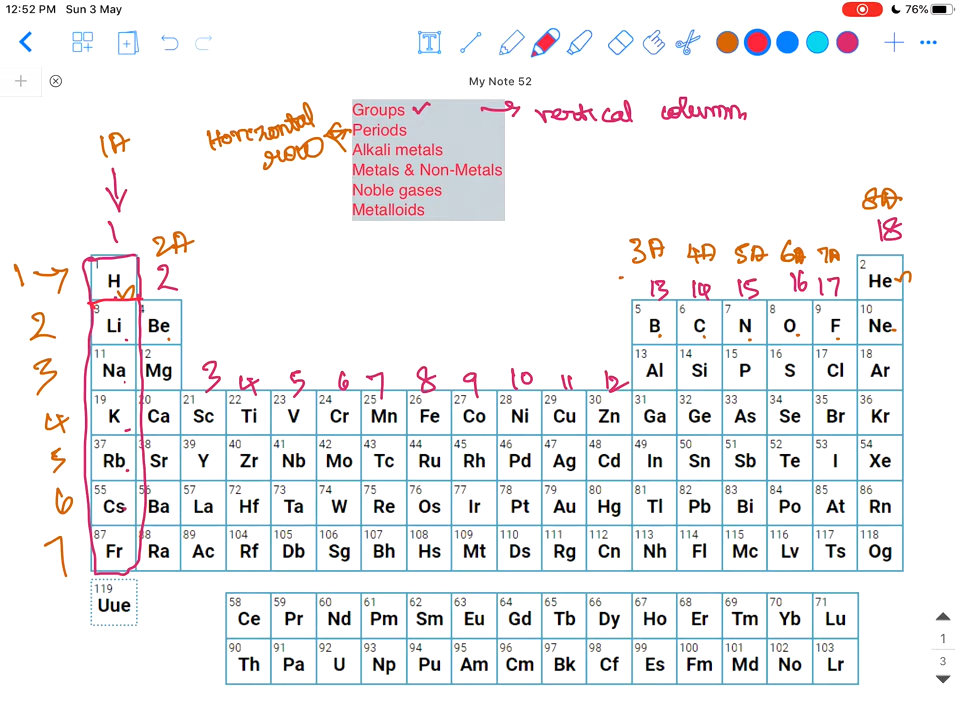 12:52 PM Sun 3 May 76%
My Note 52
Groups → vertical column
Periods
Alkali metals
Metals & Non-Metals
Noble gases
Metalloids
Horizontal
row
1A
8A
1 18
2A 3A 4A 5A 6A 7A
2 13 14 15 16 17
1 → 1 H 2 He
2 3 Li 4 Be 5 B 6 C 7 N 8 O 9 F 10 Ne
3 11 Na 12 Mg 13 Al 14 Si 15 P 16 S 17 Cl 18 Ar
3 4 5 6 7 8 9 10 11 12
4 19 K 20 Ca 21 Sc 22 Ti 23 V 24 Cr 25 Mn 26 Fe 27 Co 28 Ni 29 Cu 30 Zn 31 Ga 32 Ge 33 As 34 Se 35 Br 36 Kr
5 37 Rb 38 Sr 39 Y 40 Zr 41 Nb 42 Mo 43 Tc 44 Ru 45 Rh 46 Pd 47 Ag 48 Cd 49 In 50 Sn 51 Sb 52 Te 53 I 54 Xe
6 55 Cs 56 Ba 57 La 72 Hf 73 Ta 74 W 75 Re 76 Os 77 Ir 78 Pt 79 Au 80 Hg 81 Tl 82 Pb 83 Bi 84 Po 85 At 86 Rn
7 87 Fr 88 Ra 89 Ac 104 Rf 105 Db 106 Sg 107 Bh 108 Hs 109 Mt 110 Ds 111 Rg 112 Cn 113 Nh 114 Fl 115 Mc 116 Lv 117 Ts 118 Og
119 Uue
58 Ce 59 Pr 60 Nd 61 Pm 62 Sm 63 Eu 64 Gd 65 Tb 66 Dy 67 Ho 68 Er 69 Tm 70 Yb 71 Lu
90 Th 91 Pa 92 U 93 Np 94 Pu 95 Am 96 Cm 97 Bk 98 Cf 99 Es 100 Fm 101 Md 102 No 103 Lr
1
3